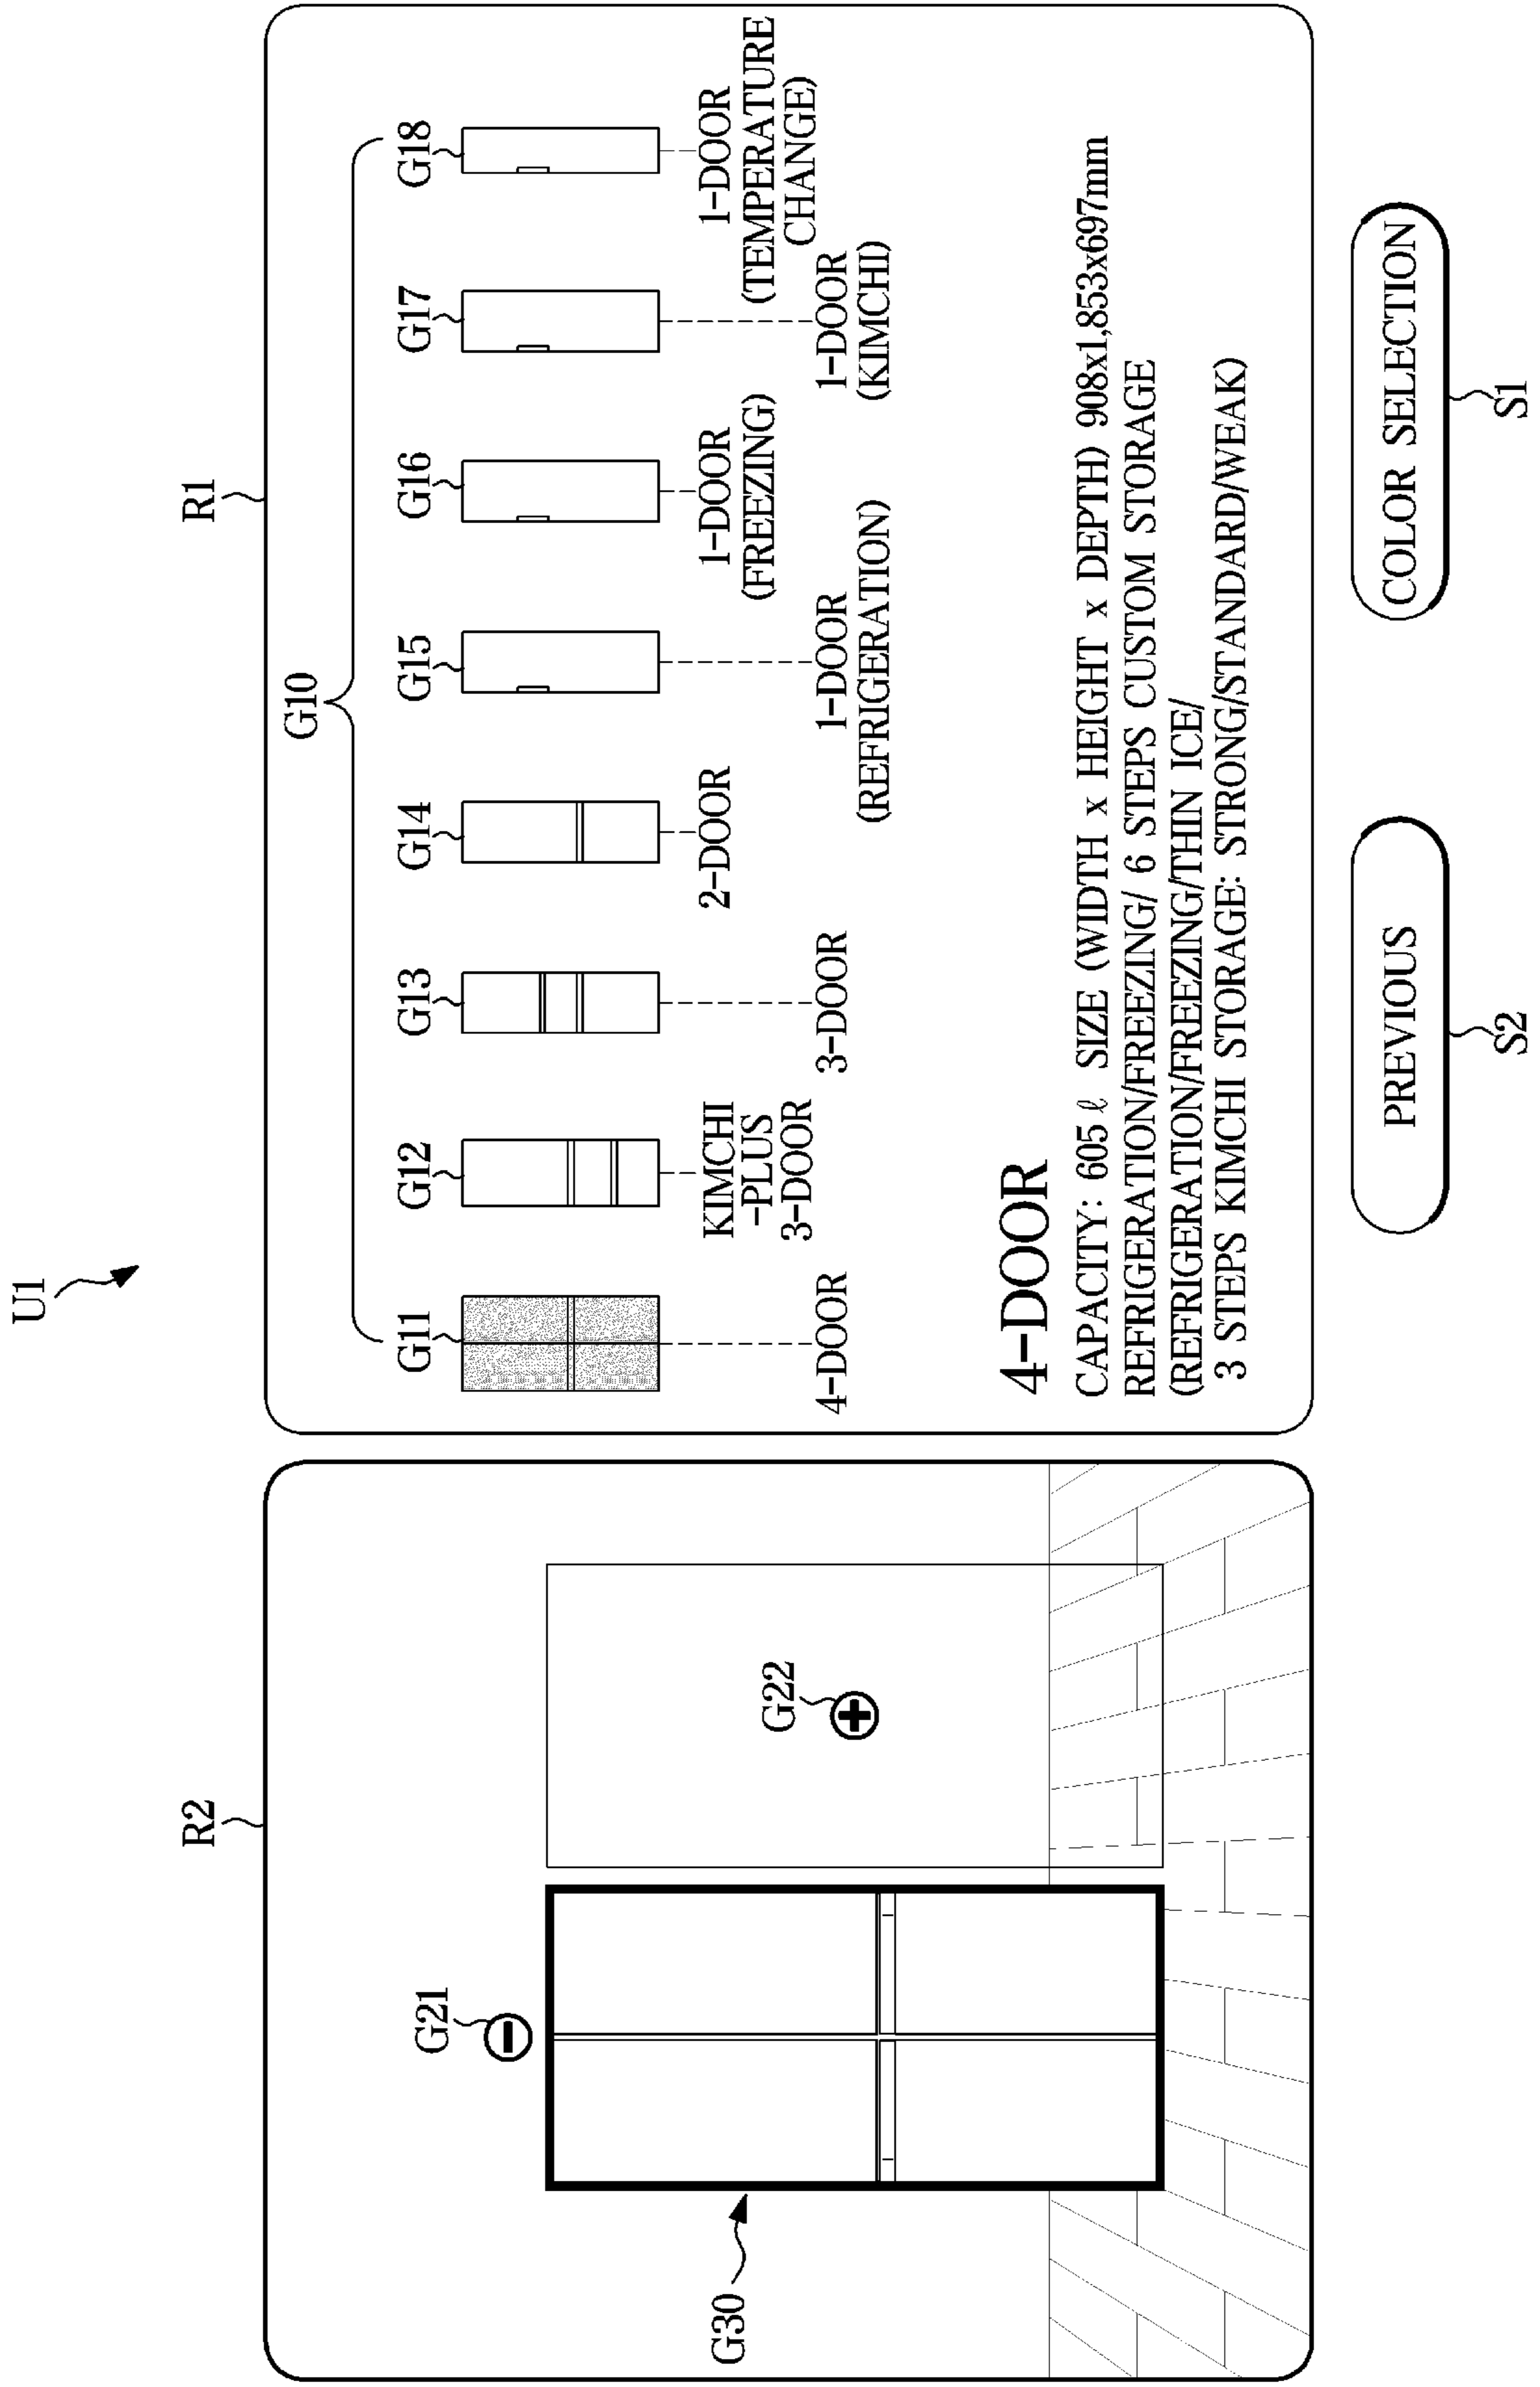 U1
R2
R1
G10
G11
G12
G13
G14
G15
G16
G17
G18
4-DOOR
KIMCHI
-PLUS
3-DOOR
3-DOOR
2-DOOR
1-DOOR
(REFRIGERATION)
1-DOOR
(FREEZING)
1-DOOR
(KIMCHI)
1-DOOR
(TEMPERATURE
CHANGE)
G21
G22
G30
4-DOOR
CAPACITY: 605 ℓ SIZE (WIDTH x HEIGHT x DEPTH) 908x1,853x697mm
REFRIGERATION/FREEZING/ 6 STEPS CUSTOM STORAGE
(REFRIGERATION/FREEZING/THIN ICE/
3 STEPS KIMCHI STORAGE: STRONG/STANDARD/WEAK)
PREVIOUS
COLOR SELECTION
S2
S1